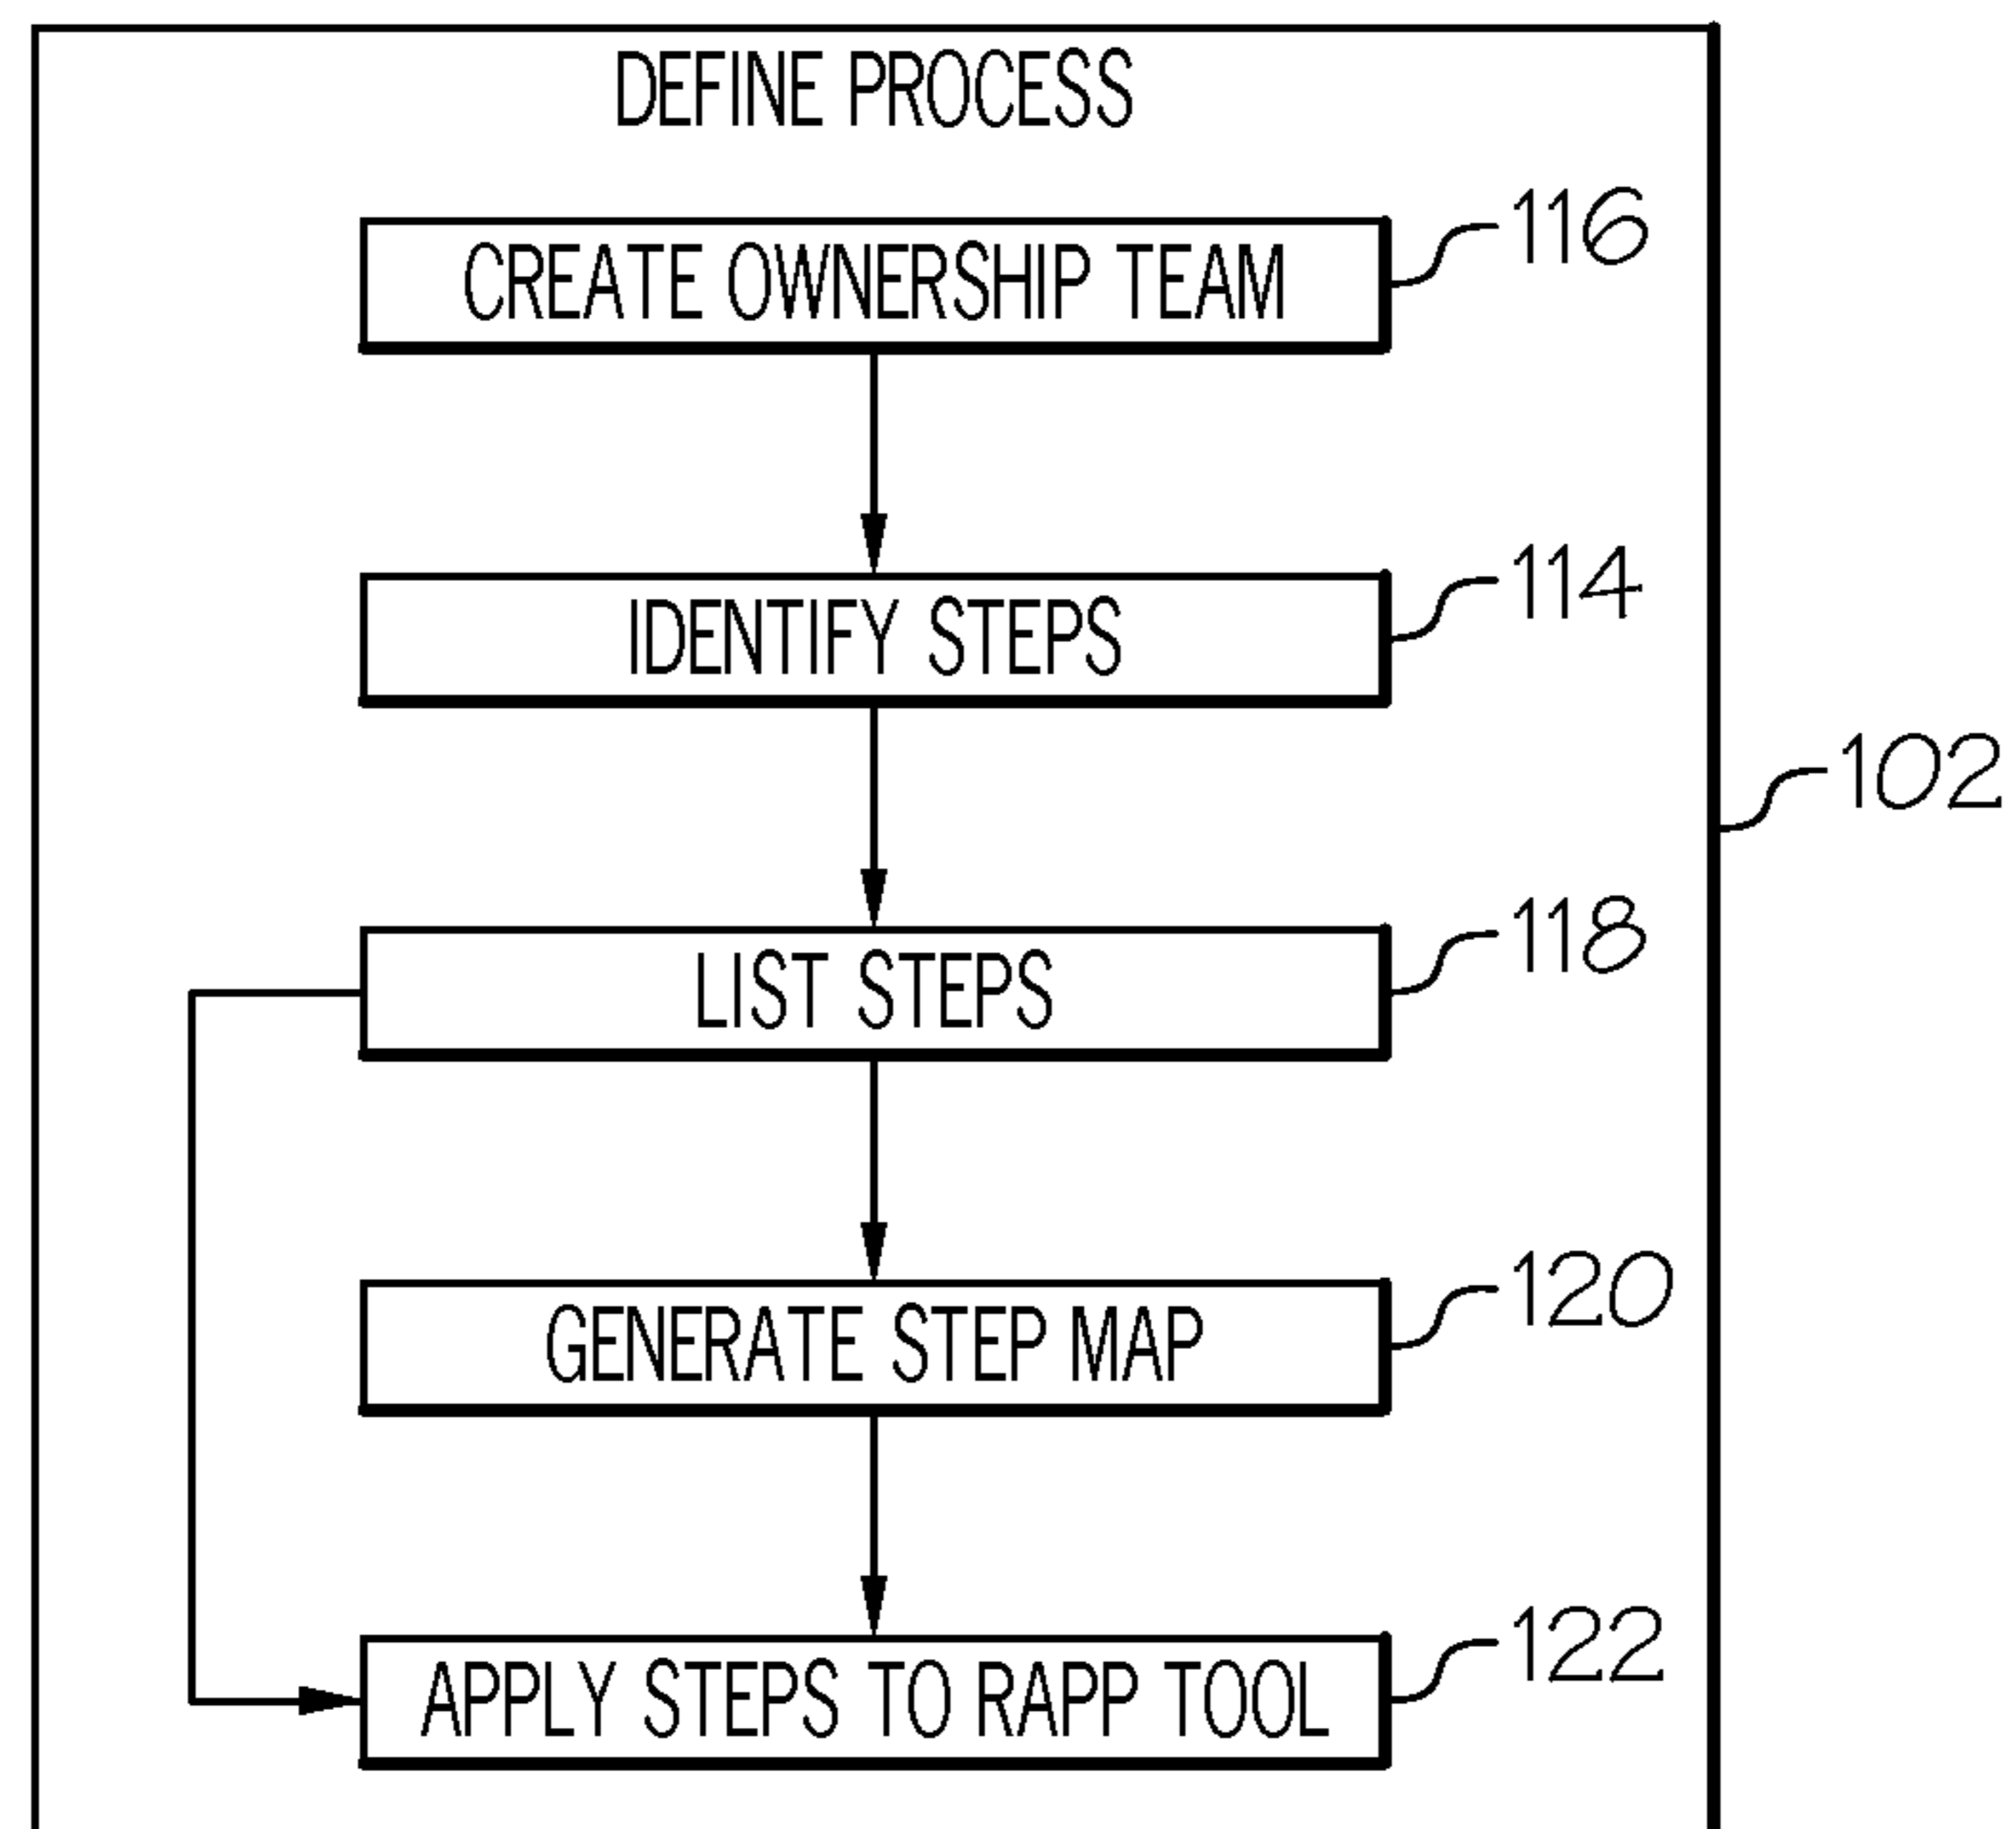 DEFINE PROCESS
CREATE OWNERSHIP TEAM
116
IDENTIFY STEPS
114
102
LIST STEPS
118
GENERATE STEP MAP
120
APPLY STEPS TO RAPP TOOL
122